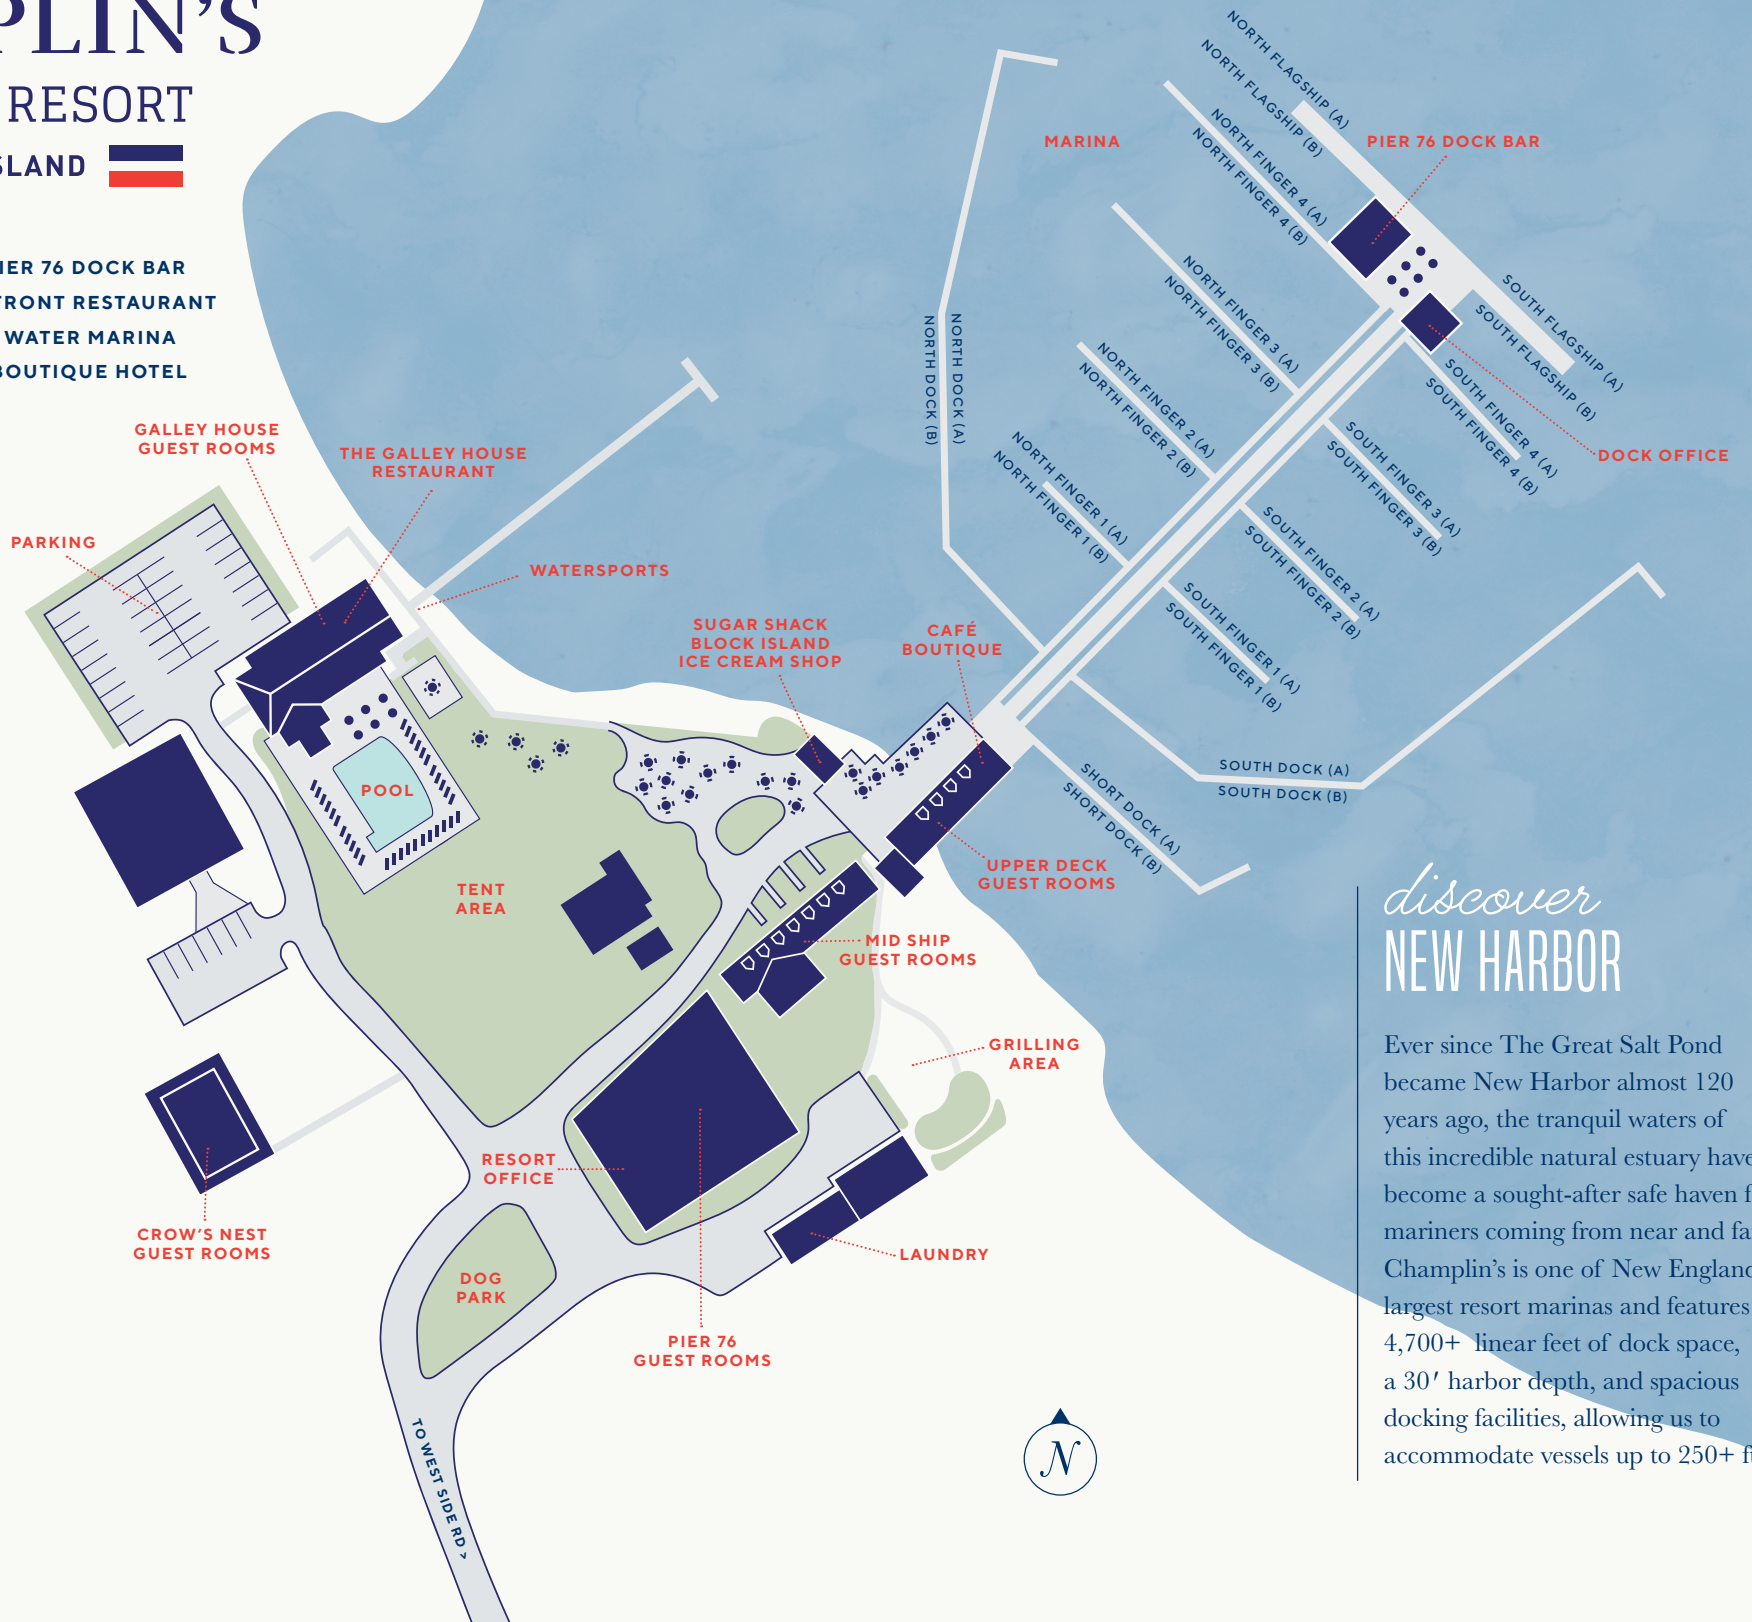 PLIN'S
RESORT
SLAND
IER 76 DOCK BAR
FRONT RESTAURANT
WATER MARINA
BOUTIQUE HOTEL
GALLEY HOUSE
GUEST ROOMS
THE GALLEY HOUSE
RESTAURANT
PARKING
WATERSPORTS
SUGAR SHACK
BLOCK ISLAND
ICE CREAM SHOP
CAFÉ
BOUTIQUE
MARINA
PIER 76 DOCK BAR
DOCK OFFICE
NORTH FLAGSHIP (A)
NORTH FLAGSHIP (B)
NORTH FINGER 4 (A)
NORTH FINGER 4 (B)
NORTH FINGER 3 (A)
NORTH FINGER 3 (B)
NORTH FINGER 2 (A)
NORTH FINGER 2 (B)
NORTH FINGER 1 (A)
NORTH FINGER 1 (B)
NORTH DOCK (A)
NORTH DOCK (B)
SOUTH FLAGSHIP (A)
SOUTH FLAGSHIP (B)
SOUTH FINGER 4 (A)
SOUTH FINGER 4 (B)
SOUTH FINGER 3 (A)
SOUTH FINGER 3 (B)
SOUTH FINGER 2 (A)
SOUTH FINGER 2 (B)
SOUTH FINGER 1 (A)
SOUTH FINGER 1 (B)
SOUTH DOCK (A)
SOUTH DOCK (B)
SHORT DOCK (A)
SHORT DOCK (B)
POOL
TENT
AREA
UPPER DECK
GUEST ROOMS
MID SHIP
GUEST ROOMS
GRILLING
AREA
RESORT
OFFICE
CROW'S NEST
GUEST ROOMS
LAUNDRY
DOG
PARK
PIER 76
GUEST ROOMS
TO WEST SIDE RD >
N
discover
NEW HARBOR
Ever since The Great Salt Pond
became New Harbor almost 120
years ago, the tranquil waters of
this incredible natural estuary have
become a sought-after safe haven f
mariners coming from near and fa
Champlin's is one of New England
largest resort marinas and features
4,700+ linear feet of dock space,
a 30′ harbor depth, and spacious
docking facilities, allowing us to
accommodate vessels up to 250+ f